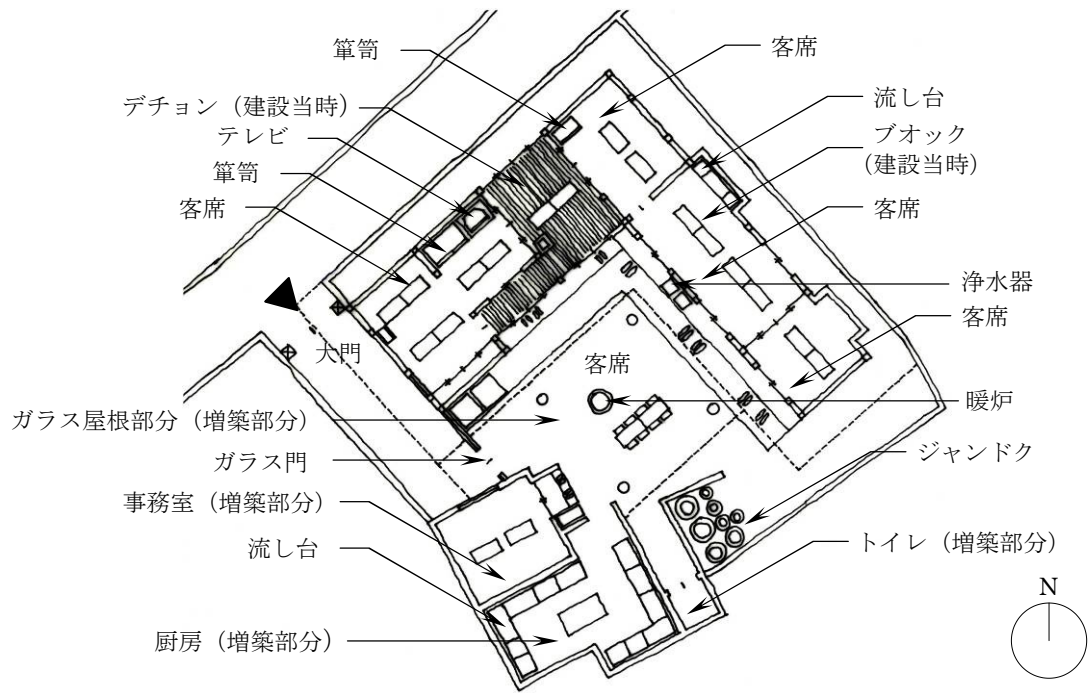 簞笥
デチョン（建設当時）
テレビ
簞笥
客席
大門
ガラス屋根部分（増築部分）
ガラス門
事務室（増築部分）
流し台
厨房（増築部分）
客席
流し台
ブオック
（建設当時）
客席
浄水器
客席
客席
暖炉
ジャンドク
トイレ（増築部分）
N